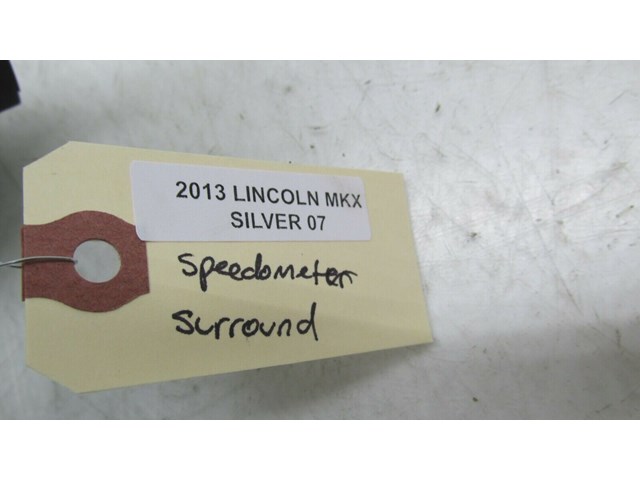 2013 LINCOLN MKX
SILVER 07
Speedometer
Surround